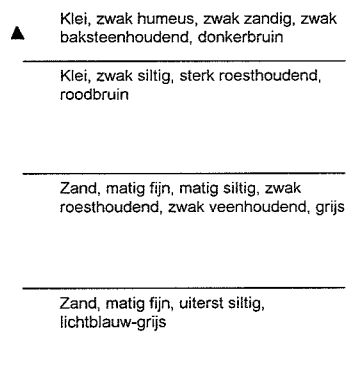 Klei, zwak humeus, zwak zandig, zwak
baksteenhoudend, donkerbruin
Klei, zwak siltig, sterk roesthoudend,
roodbruin
Zand, matig fijn, matig siltig, zwak
roesthoudend, zwak veenhoudend, grijs
Zand, matig fijn, uiterst siltig,
lichtblauw-grijs